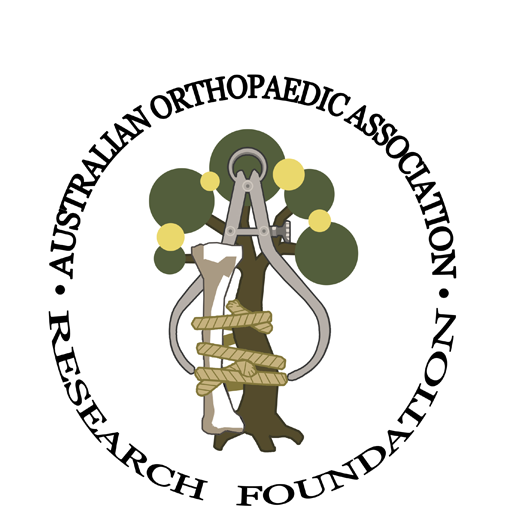 • AUSTRALIAN ORTHOPAEDIC ASSOCIATION •
RESEARCH FOUNDATION